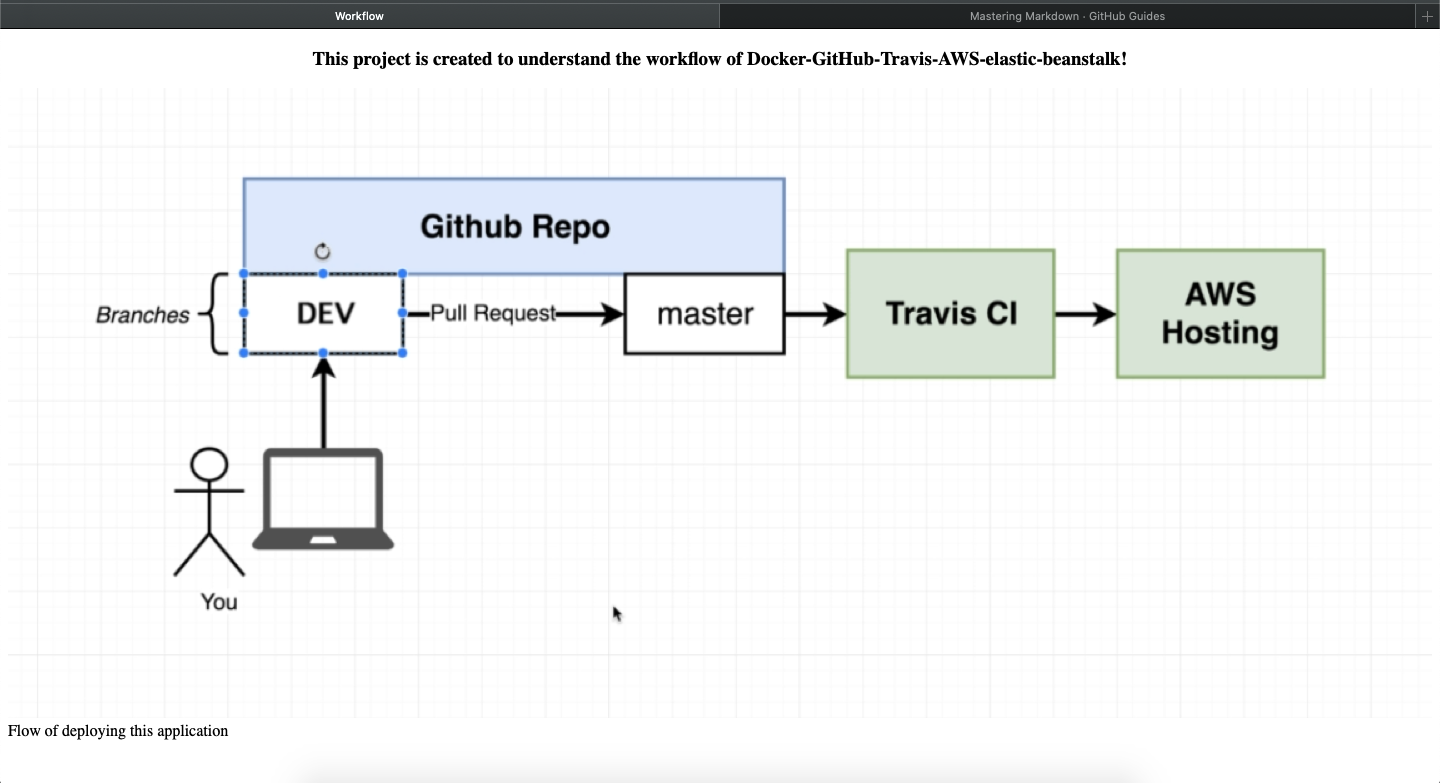 Workflow
Mastering Markdown · GitHub Guides
This project is created to understand the workflow of Docker-GitHub-Travis-AWS-elastic-beanstalk!
Github Repo
Branches
DEV
Pull Request
master
Travis CI
AWS
Hosting
You
Flow of deploying this application